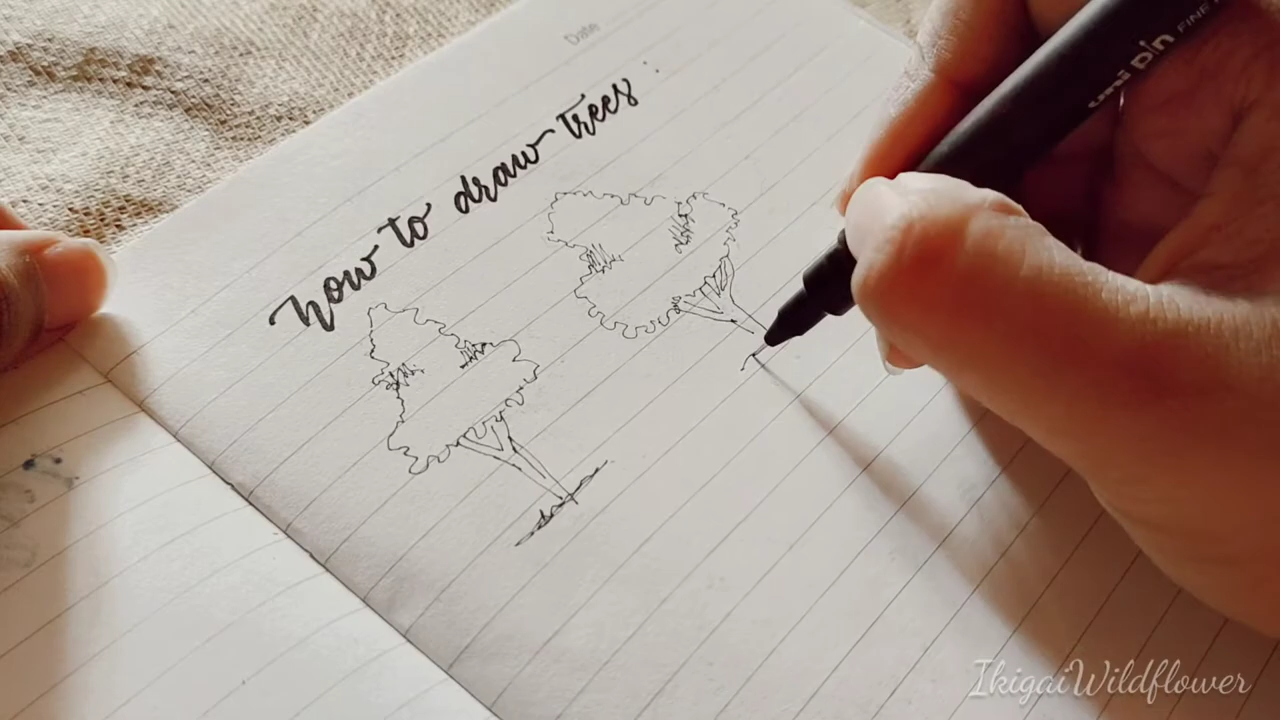 Date
how to draw trees :
uni pin FINE
IkigaiWildflower